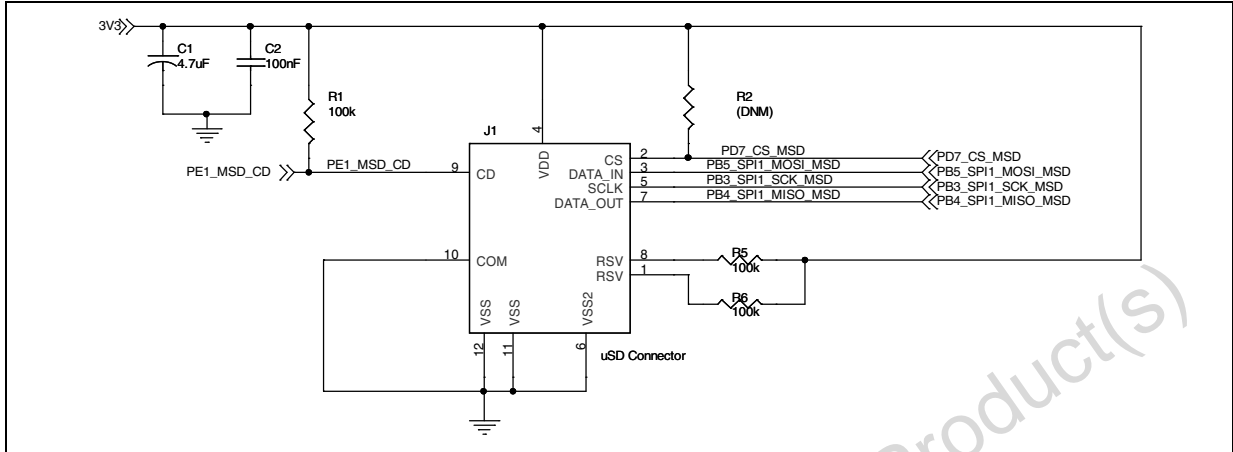 3V3
C1
4.7uF
C2
100nF
R1
100k
R2
(DNM)
J1
4
VDD
PE1_MSD_CD
PE1_MSD_CD
9
CD
CS
2
PD7_CS_MSD
PD7_CS_MSD
DATA_IN
3
PB5_SPI1_MOSI_MSD
PB5_SPI1_MOSI_MSD
SCLK
5
PB3_SPI1_SCK_MSD
PB3_SPI1_SCK_MSD
DATA_OUT
7
PB4_SPI1_MISO_MSD
PB4_SPI1_MISO_MSD
10
COM
RSV
8
R5
100k
RSV
1
R6
100k
VSS
VSS
VSS2
12
11
6
uSD Connector
Product(s)